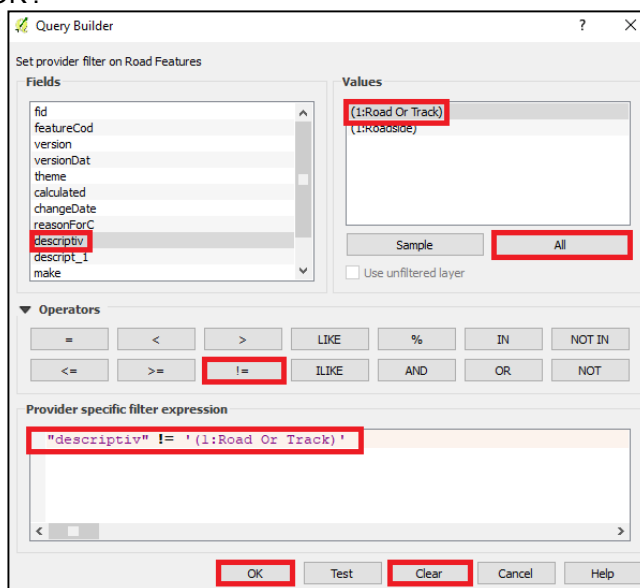 Query Builder
?
X
Set provider filter on Road Features
Fields
Values
fid
featureCod
version
versionDat
theme
calculated
changeDate
reasonForC
descriptiv
descript_1
make
(1:Road Or Track)
(1:Roadside)
Sample
All
Use unfiltered layer
Operators
= < > LIKE % IN NOT IN
<= >= != ILIKE AND OR NOT
Provider specific filter expression
"descriptiv" != '(1:Road Or Track)'
OK Test Clear Cancel Help